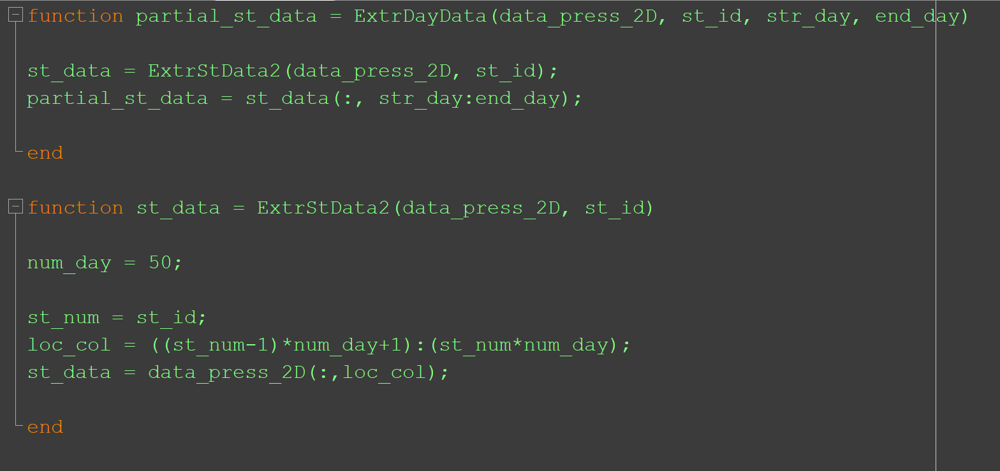 function partial_st_data = ExtrDayData(data_press_2D, st_id, str_day, end_day)
st_data = ExtrStData2(data_press_2D, st_id);
partial_st_data = st_data(:, str_day:end_day);
end
function st_data = ExtrStData2(data_press_2D, st_id)
num_day = 50;
st_num = st_id;
loc_col = ((st_num-1)*num_day+1):(st_num*num_day);
st_data = data_press_2D(:,loc_col);
end